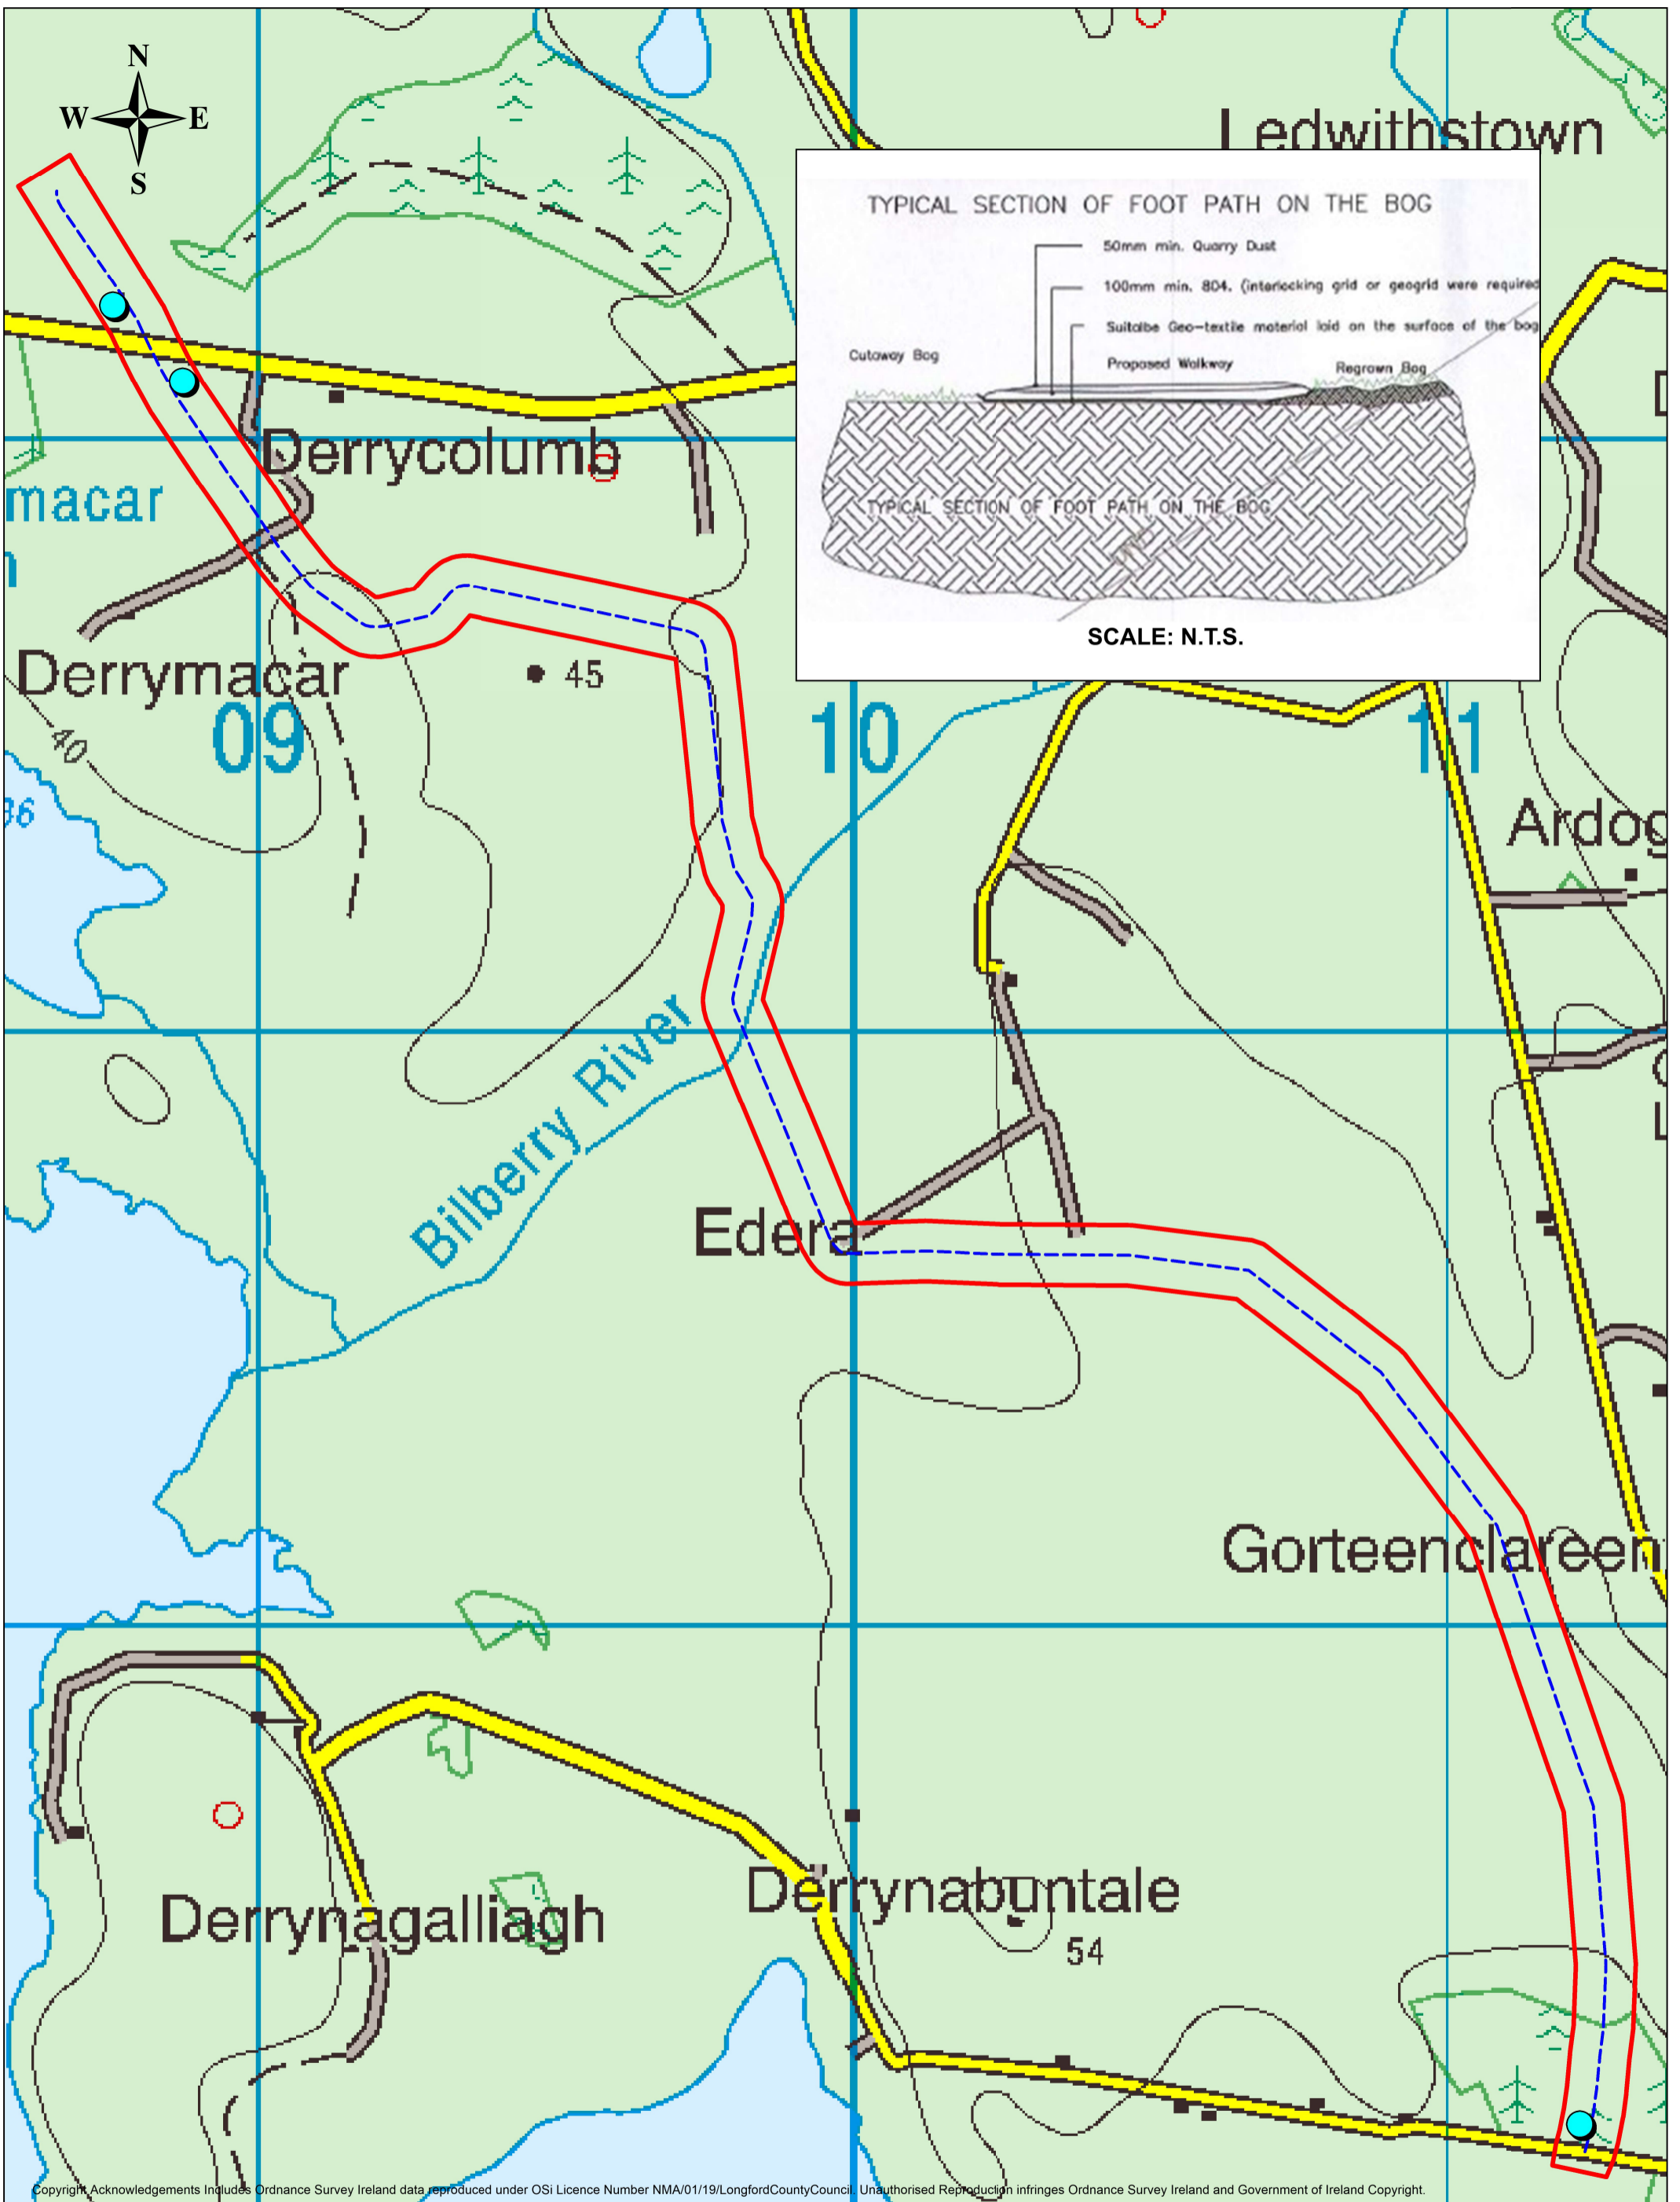 N
W E
S
Ledwithstown
TYPICAL SECTION OF FOOT PATH ON THE BOG
50mm min. Quarry Dust
100mm min. 804. (interlocking grid or geogrid were required
Suitalbe Geo-textile material laid on the surface of the bog
Cutaway Bog
Proposed Walkway
Regrown Bog
TYPICAL SECTION OF FOOT PATH ON THE BOG
SCALE: N.T.S.
Derrycolumb
macar
Derrymacar
45
40
09
10
11
36
Ardog
Bilberry River
Edera
Gorteenclareen
Derrynabuntale
Derrynagalliagh
54
Copyright Acknowledgements Includes Ordnance Survey Ireland data reproduced under OSi Licence Number NMA/01/19/LongfordCountyCouncil. Unauthorised Reproduction infringes Ordnance Survey Ireland and Government of Ireland Copyright.